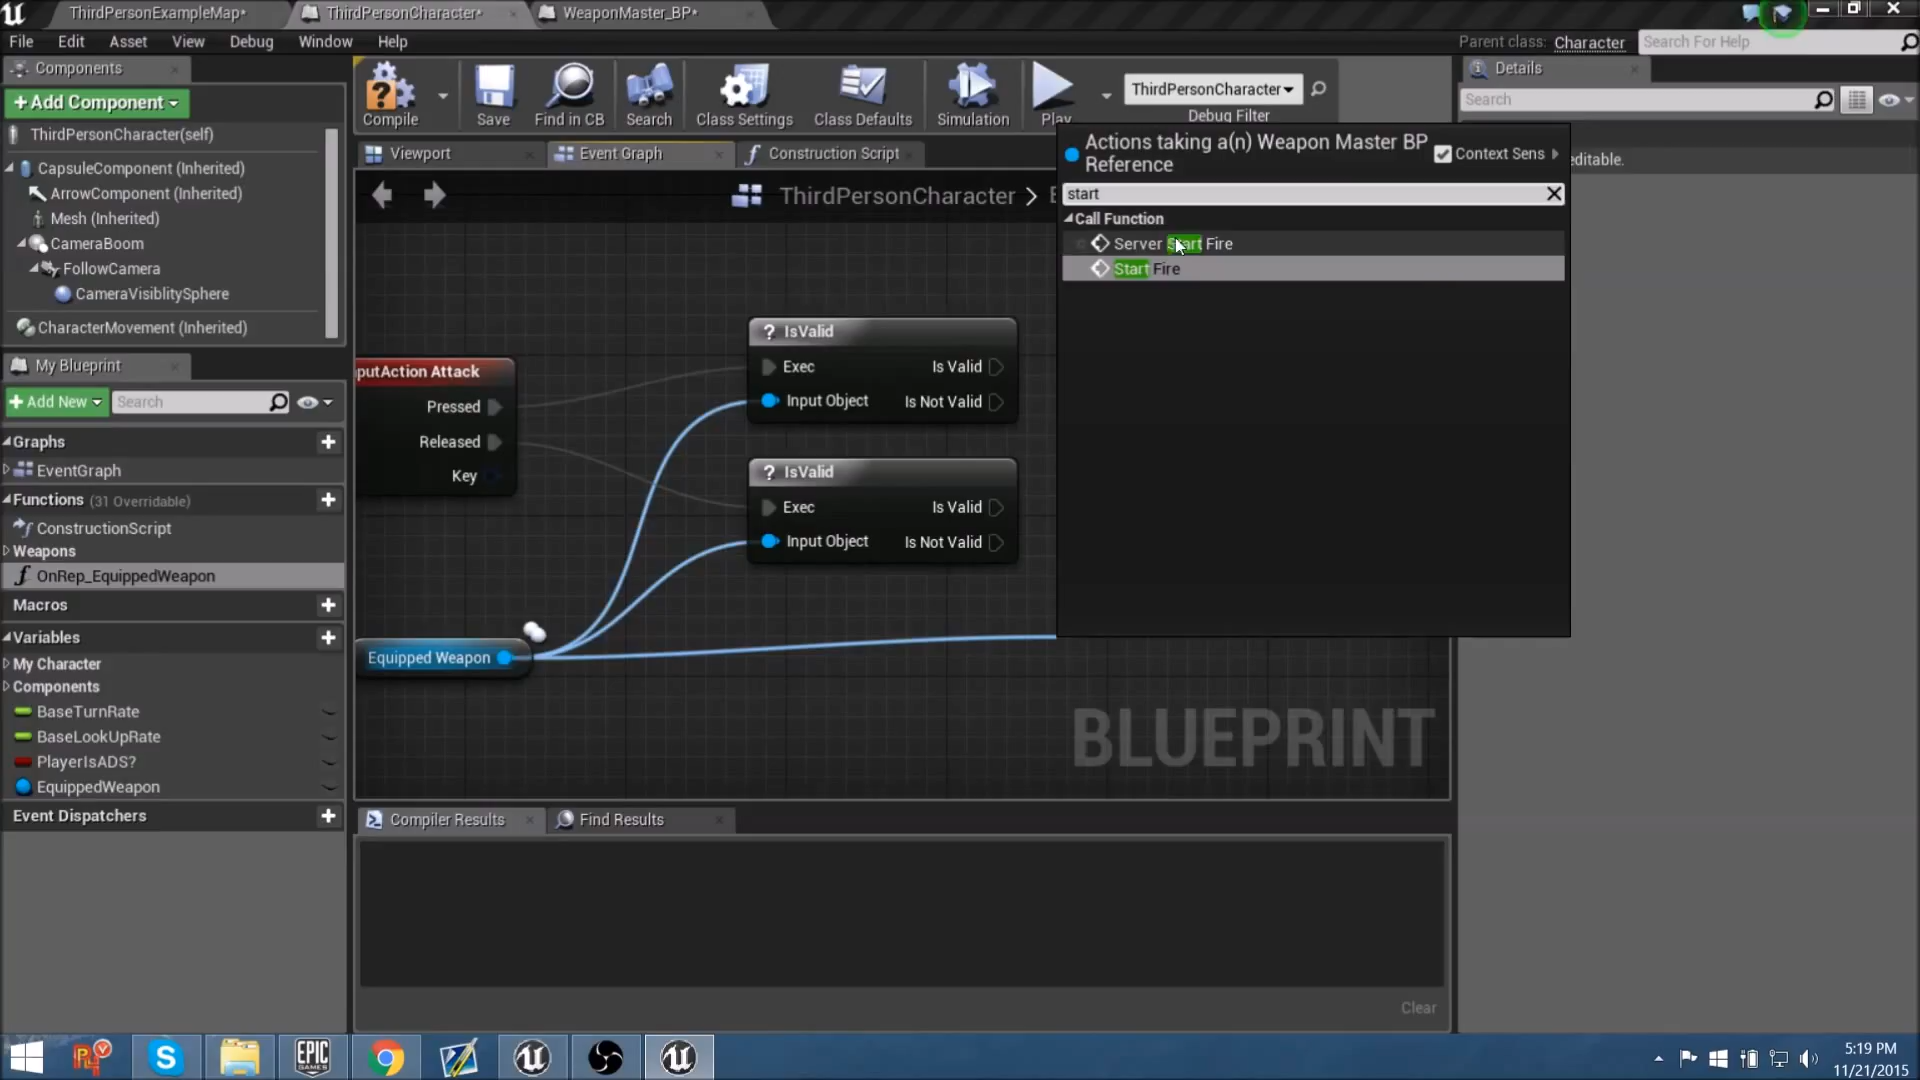 ThirdPersonExampleMap*
ThirdPersonCharacter*
WeaponMaster_BP*
File Edit Asset View Debug Window Help
Parent class: Character
Search For Help
Components
+Add Component
ThirdPersonCharacter(self)
CapsuleComponent (Inherited)
ArrowComponent (Inherited)
Mesh (Inherited)
CameraBoom
FollowCamera
CameraVisiblitySphere
CharacterMovement (Inherited)
My Blueprint
+Add New
Search
Graphs
EventGraph
Functions (31 Overridable)
ConstructionScript
Weapons
OnRep_EquippedWeapon
Macros
Variables
My Character
Components
BaseTurnRate
BaseLookUpRate
PlayerIsADS?
EquippedWeapon
Event Dispatchers
Compile
Save
Find in CB
Search
Class Settings
Class Defaults
Simulation
Play
ThirdPersonCharacter
Debug Filter
Viewport
Event Graph
Construction Script
ThirdPersonCharacter > E
InputAction Attack
Pressed
Released
Key
? IsValid
Exec Is Valid
Input Object Is Not Valid
? IsValid
Exec Is Valid
Input Object Is Not Valid
Equipped Weapon
BLUEPRINT
Actions taking a(n) Weapon Master BP
Reference
Context Sens
start
Call Function
Server Start Fire
Start Fire
Details
Search
editable.
Compiler Results
Find Results
Clear
EPIC
GAMES
5:19 PM
11/21/2015